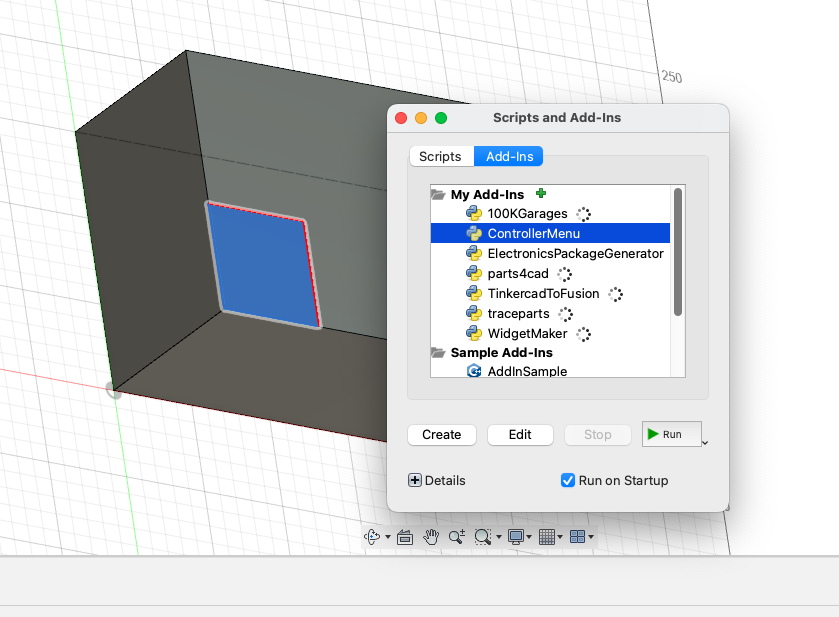 250
Scripts and Add-Ins
Scripts
Add-Ins
My Add-Ins
100KGarages
ControllerMenu
ElectronicsPackageGenerator
parts4cad
TinkercadToFusion
traceparts
WidgetMaker
Sample Add-Ins
AddInSample
Create
Edit
Stop
Run
Details
Run on Startup